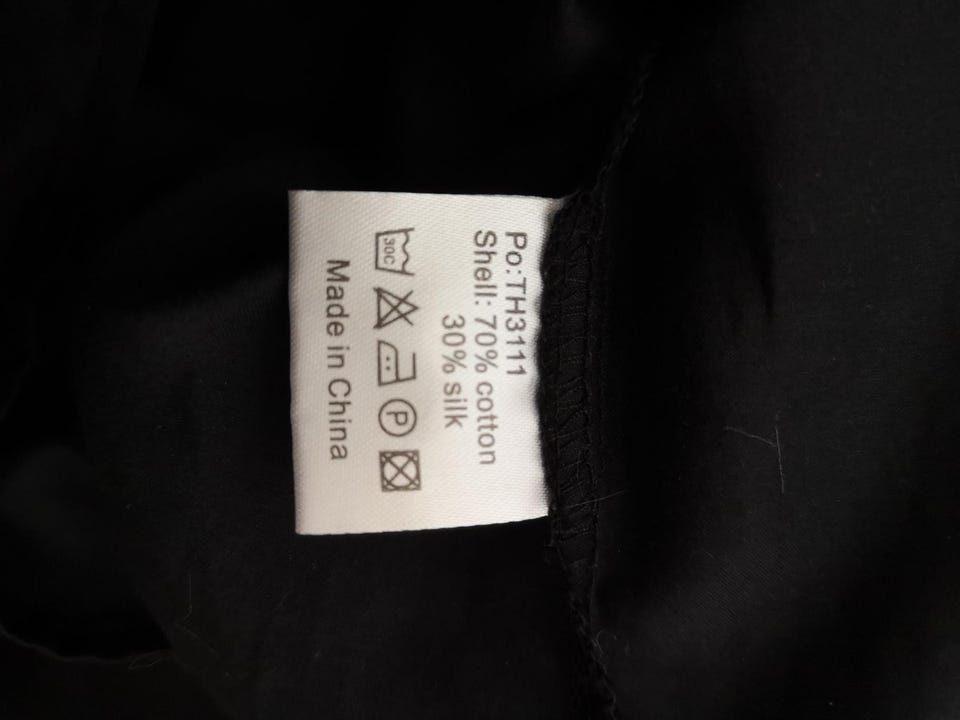 Po:TH3111
Shell: 70% cotton
30% silk
30C P
Made in China